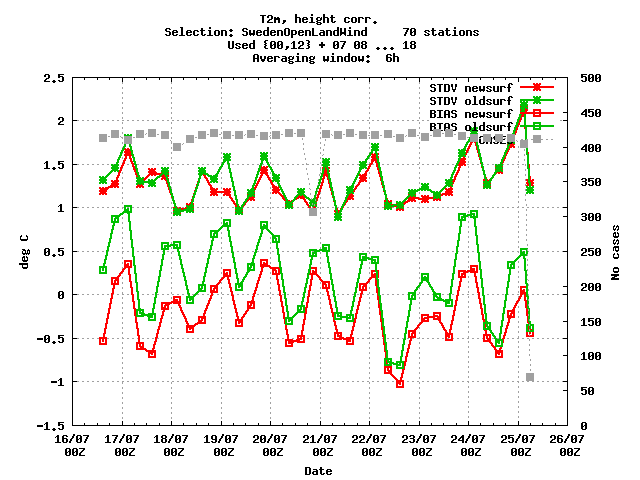 T2m, height corr.
Selection: SwedenOpenLandWind 70 stations
Used {00,12} + 07 08 ... 18
Averaging window: 6h
STDV newsurf
STDV oldsurf
BIAS newsurf
BIAS oldsurf
CASES
deg C
No cases
2.5
2
1.5
1
0.5
0
-0.5
-1
-1.5
500
450
400
350
300
250
200
150
100
50
0
16/07 17/07 18/07 19/07 20/07 21/07 22/07 23/07 24/07 25/07 26/07
00Z 00Z 00Z 00Z 00Z 00Z 00Z 00Z 00Z 00Z 00Z
Date